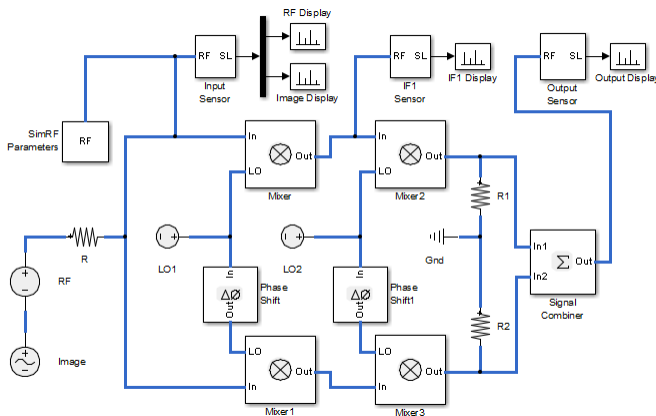 RF Display
RF SL
Input
Sensor
Image Display
RF SL
IF1
Sensor
IF1 Display
RF SL
Output
Sensor
Output Display
SimRF
Parameters
RF
In
LO
Out
Mixer
In
LO
Out
Mixer2
R
R1
LO1
LO2
Gnd
In1
In2
Σ
Out
Signal
Combiner
In
ΔØ
Out
Phase
Shift
In
ΔØ
Out
Phase
Shift1
RF
R2
Image
LO
In
Out
Mixer1
LO
In
Out
Mixer3